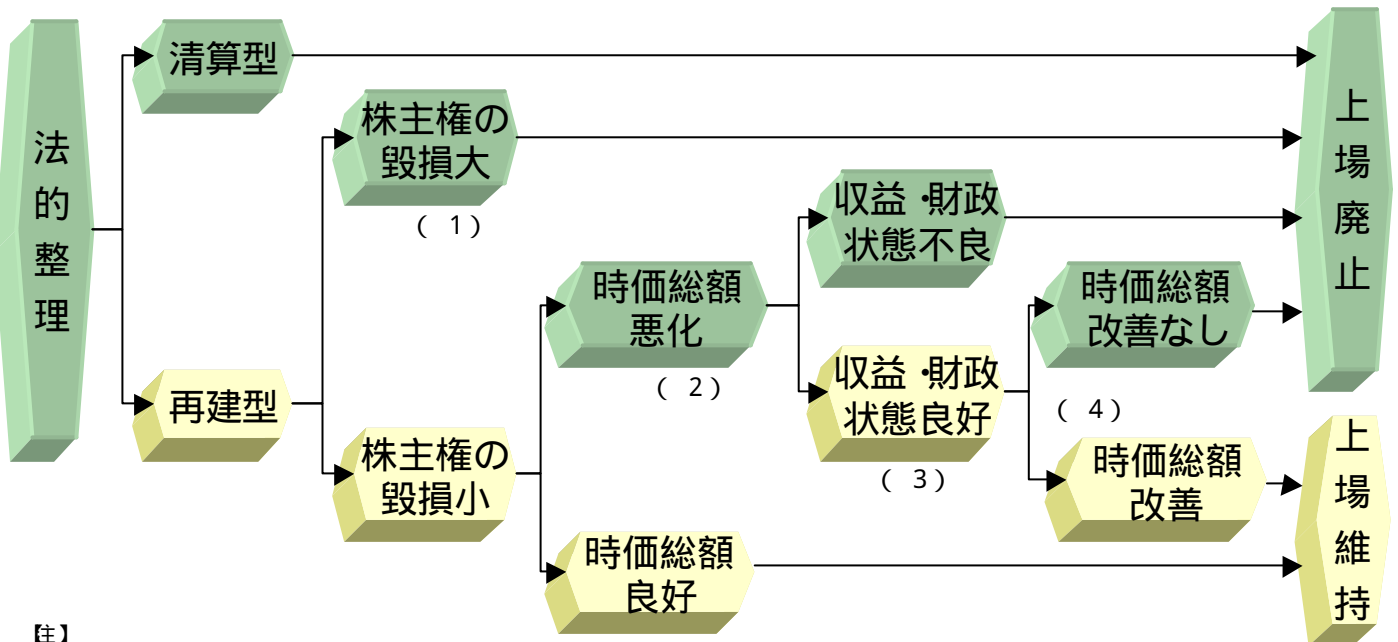 法的整理
清算型
再建型
株主権の
毀損大
( 1)
株主権の
毀損小
時価総額
悪化
( 2)
時価総額
良好
収益・財政
状態不良
収益・財政
状態良好
( 3)
時価総額
改善なし
( 4)
時価総額
改善
上場廃止
上場維持
【注】